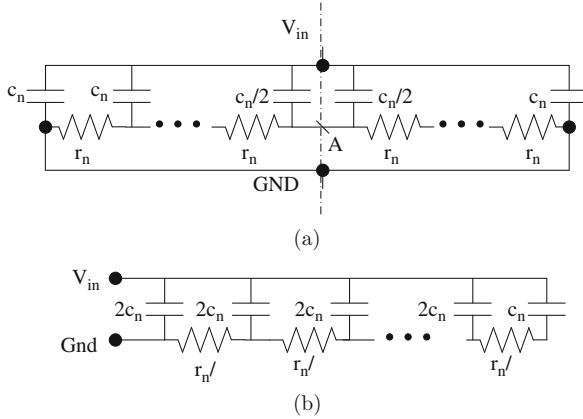 V_in
c_n c_n c_n/2 c_n/2 c_n
A
r_n r_n r_n r_n
GND
(a)
V_in
2c_n 2c_n 2c_n 2c_n c_n
Gnd
r_n/ r_n/ r_n/
(b)